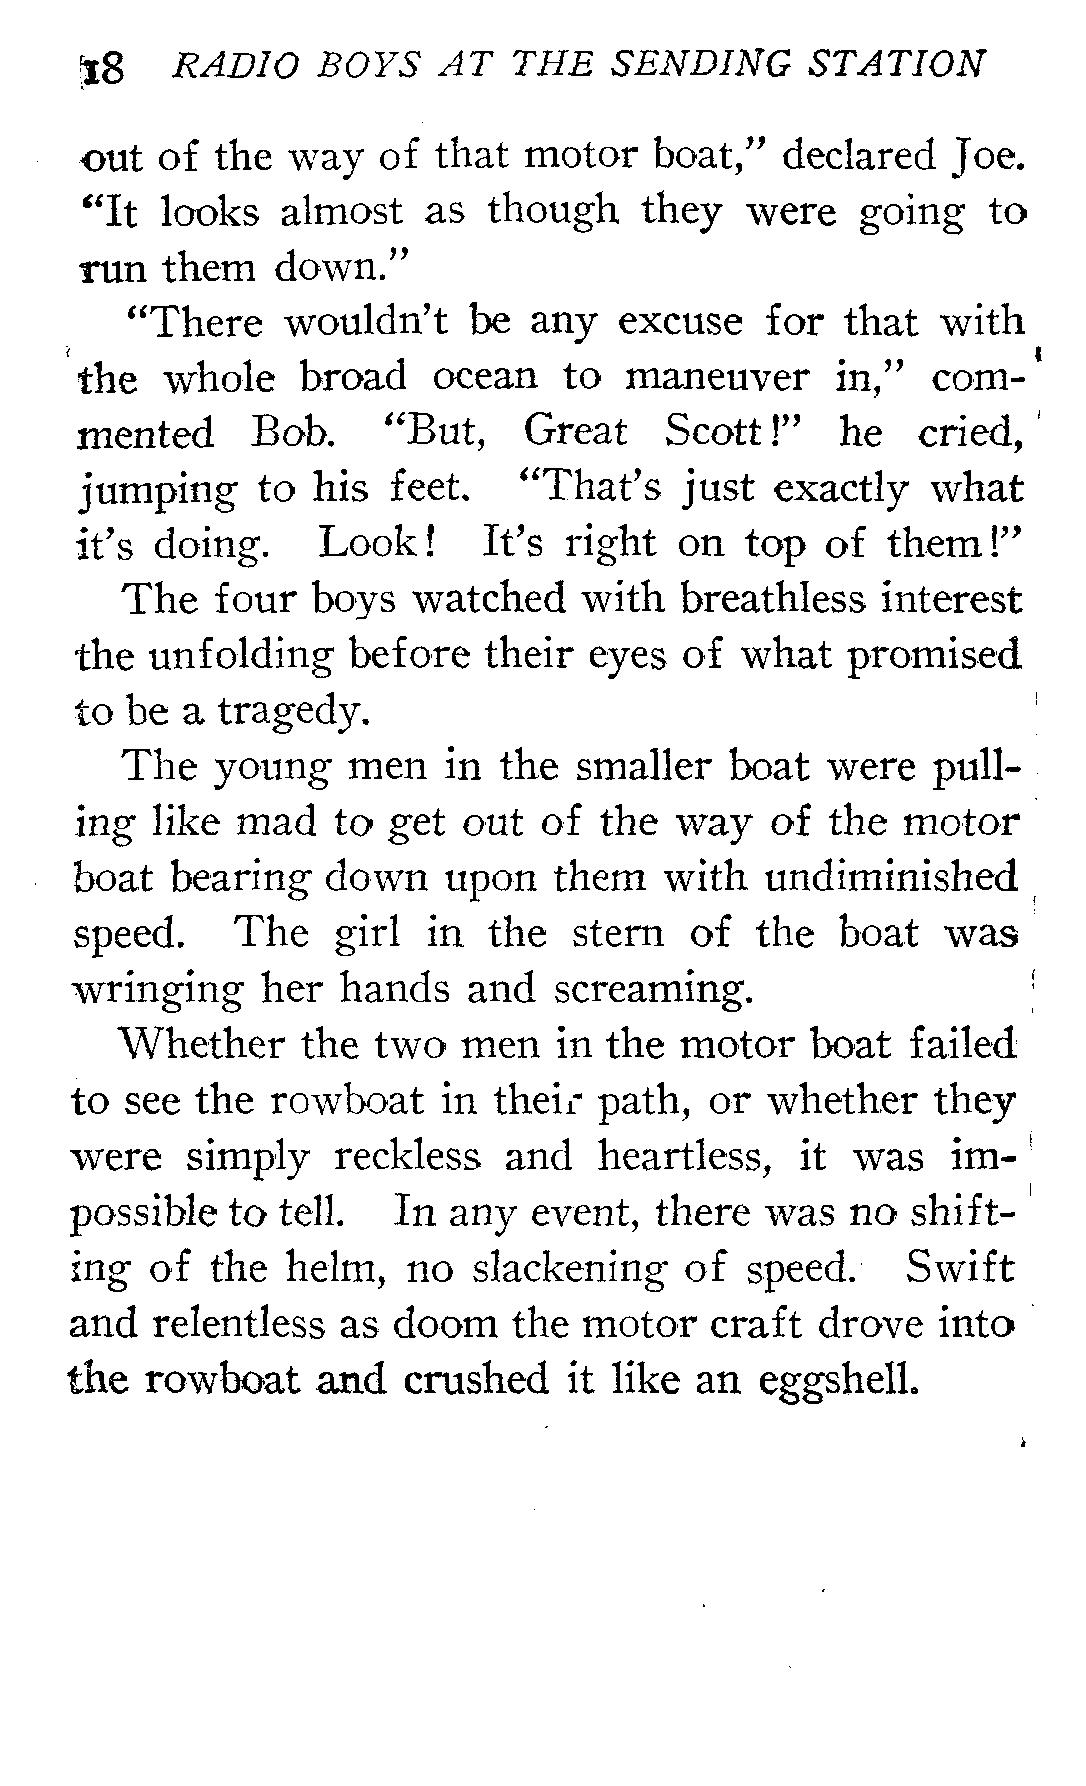 18 RADIO BOYS AT THE SENDING STATION
out of the way of that motor boat,” declared Joe.
“It looks almost as though they were going to
run them down.”
“There wouldn’t be any excuse for that with
the whole broad ocean to maneuver in,” com-
mented Bob. “But, Great Scott!” he cried,
jumping to his feet. “That’s just exactly what
it’s doing. Look! It’s right on top of them!”
The four boys watched with breathless interest
the unfolding before their eyes of what promised
to be a tragedy.
The young men in the smaller boat were pull-
ing like mad to get out of the way of the motor
boat bearing down upon them with undiminished
speed. The girl in the stern of the boat was
wringing her hands and screaming.
Whether the two men in the motor boat failed
to see the rowboat in their path, or whether they
were simply reckless and heartless, it was im-
possible to tell. In any event, there was no shift-
ing of the helm, no slackening of speed. Swift
and relentless as doom the motor craft drove into
the rowboat and crushed it like an eggshell.